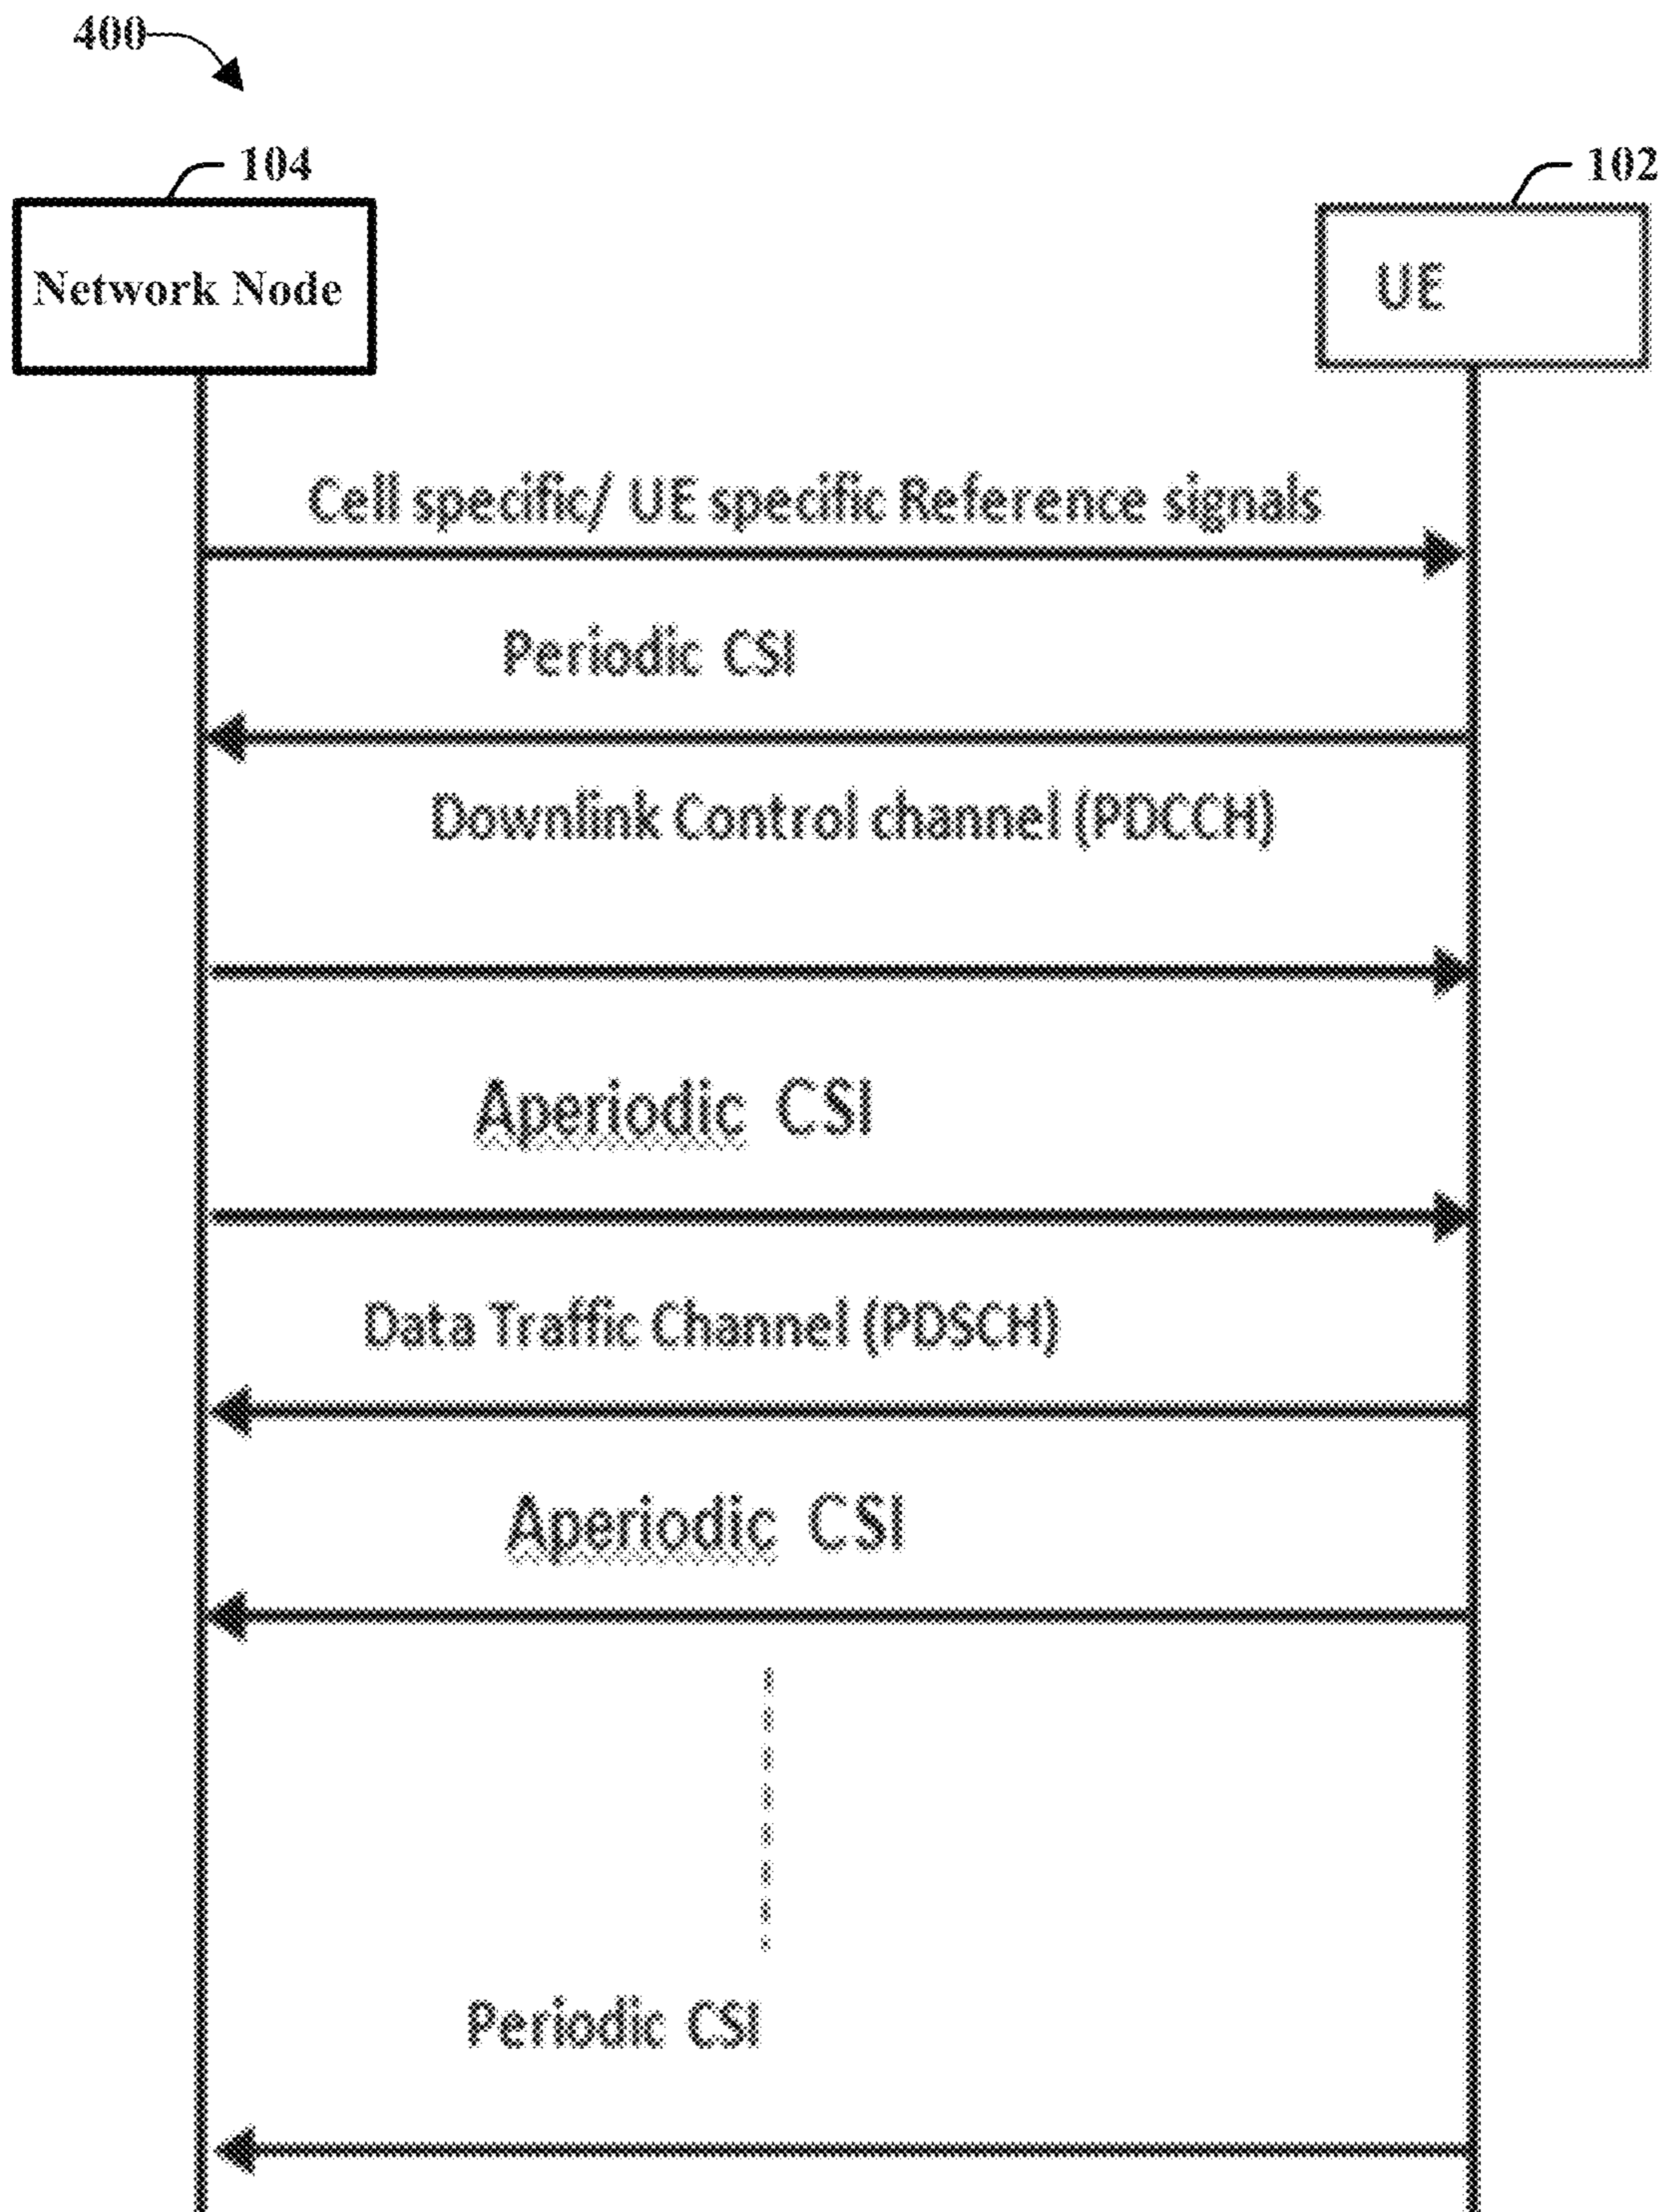 400
104
102
Network Node
UE
Cell specific/ UE specific Reference signals
Periodic CSI
Downlink Control channel (PDCCH)
Aperiodic CSI
Data Traffic Channel (PDSCH)
Aperiodic CSI
Periodic CSI